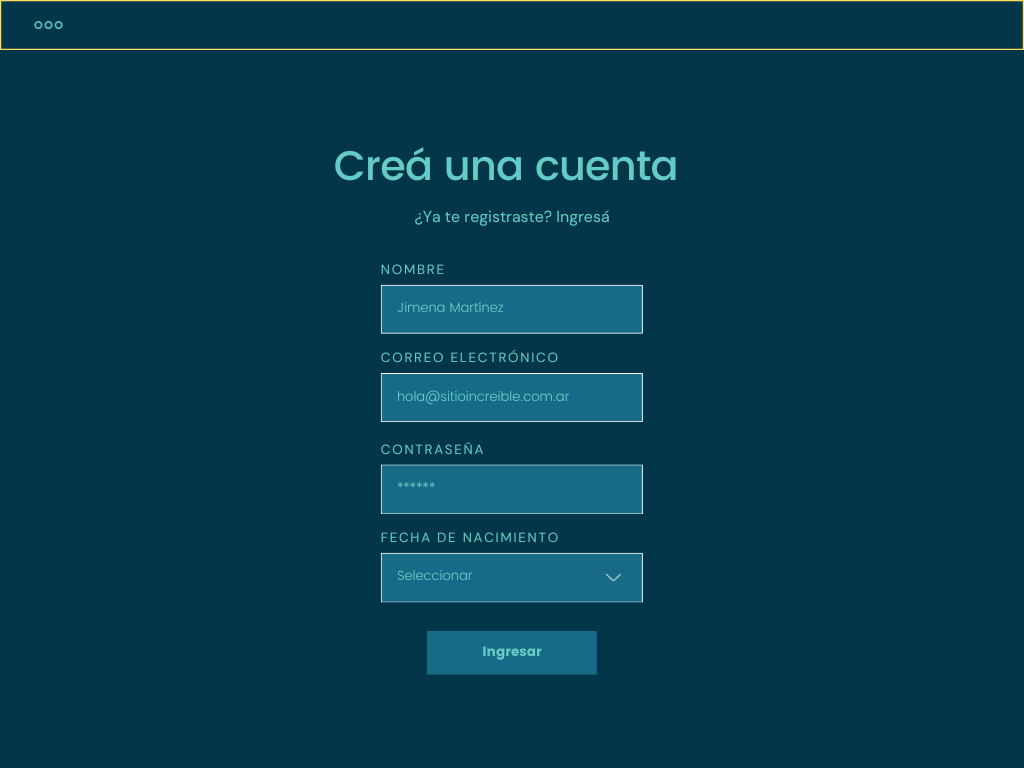 Creá una cuenta
¿Ya te registraste? Ingresá
NOMBRE
Jimena Martínez
CORREO ELECTRÓNICO
hola@sitioincreible.com.ar
CONTRASEÑA
******
FECHA DE NACIMIENTO
Seleccionar
Ingresar